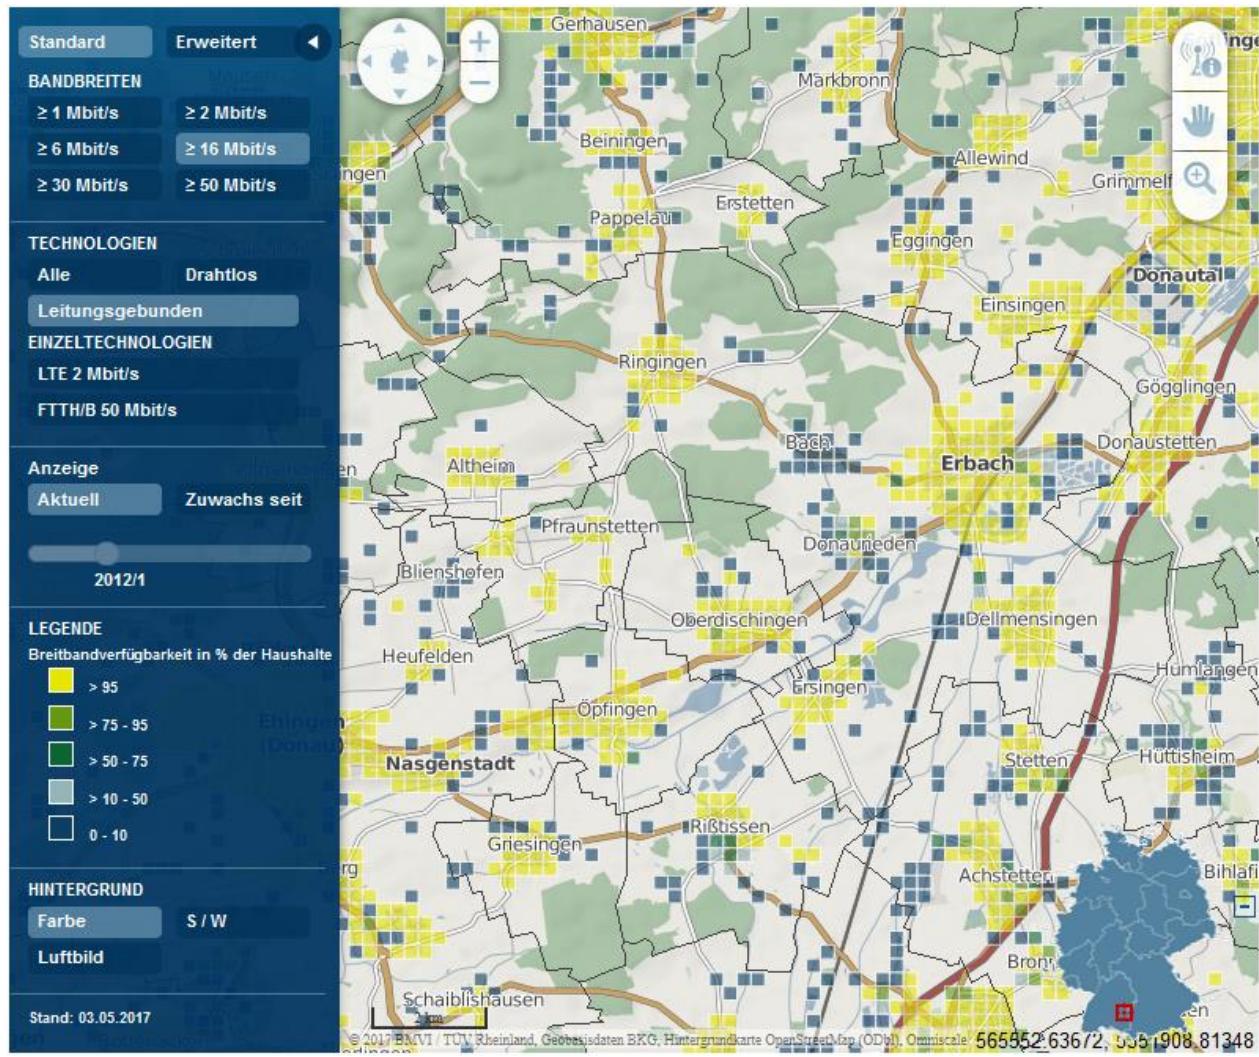 Standard Erweitert
BANDBREITEN
≥ 1 Mbit/s ≥ 2 Mbit/s
≥ 6 Mbit/s ≥ 16 Mbit/s
≥ 30 Mbit/s ≥ 50 Mbit/s
TECHNOLOGIEN
Alle Drahtlos
Leitungsgebunden
EINZELTECHNOLOGIEN
LTE 2 Mbit/s
FTTH/B 50 Mbit/s
Anzeige
Aktuell Zuwachs seit
2012/1
LEGENDE
Breitbandverfügbarkeit in % der Haushalte
> 95
> 75 - 95
> 50 - 75
> 10 - 50
0 - 10
HINTERGRUND
Farbe S / W
Luftbild
Stand: 03.05.2017
Gerhausen
Markbronn
Beiningen
Allewind
Erstetten
Pappelau
Eggingen
Donautal
Einsingen
Ringingen
Gögglingen
Bach
Donaustetten
Altheim
Erbach
Pfraunstetten
Donaurieden
Blienshofen
Oberdischingen
Dellmensingen
Heufelden
Humlangen
Ersingen
Öpfingen
Ehingen
(Donau)
Nasgenstadt
Stetten
Hüttisheim
Rißtissen
Griesingen
Achstetten
Schaiblishausen
2 km
© 2017 BMVI / TÜV Rheinland, Geobasisdaten BKG, Hintergrundkarte OpenStreetMap (ODbL), Omniscale